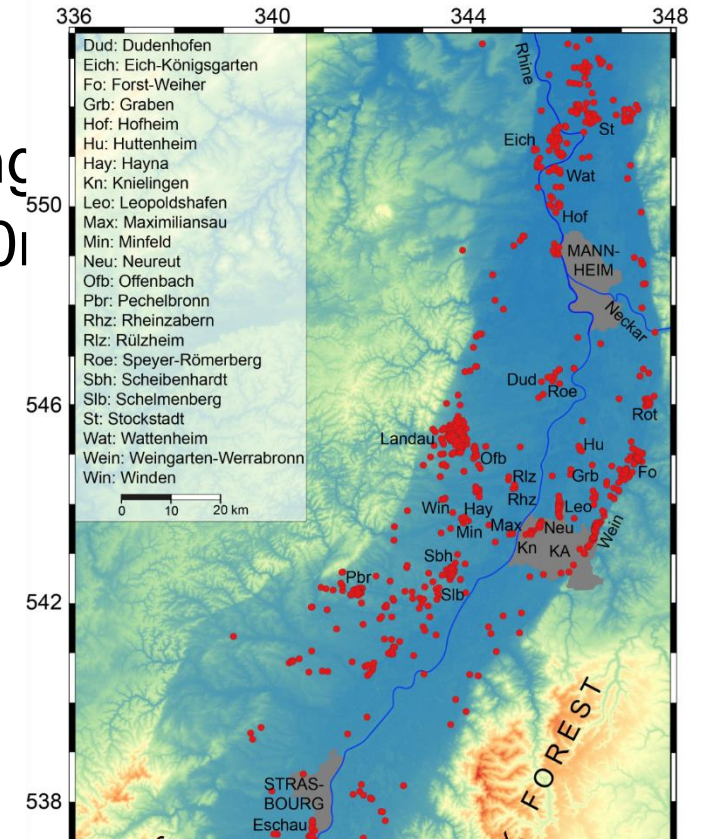 336 340 344 348
ng
0
Dud: Dudenhofen
Eich: Eich-Königsgarten
Fo: Forst-Weiher
Grb: Graben
Hof: Hofheim
Hu: Huttenheim
Hay: Hayna
Kn: Knielingen
Leo: Leopoldshafen
Max: Maximiliansau
Min: Minfeld
Neu: Neureut
Ofb: Offenbach
Pbr: Pechelbronn
Rhz: Rheinzabern
Rlz: Rülzheim
Roe: Speyer-Römerberg
Sbh: Scheibenhardt
Slb: Schelmenberg
St: Stockstadt
Wat: Wattenheim
Wein: Weingarten-Werrabronn
Win: Winden
0 10 20 km
550
546
542
538
Rhine
St
Eich
Wat
Hof
MANN-
HEIM
Neckar
Dud
Roe
Rot
Landau
Hu
Ofb
Fo
Rlz
Grb
Rhz
Win
Hay
Leo
Min
Max
Neu
Wein
Kn
KA
Sbh
Pbr
Slb
FOREST
STRAS-
BOURG
Eschau